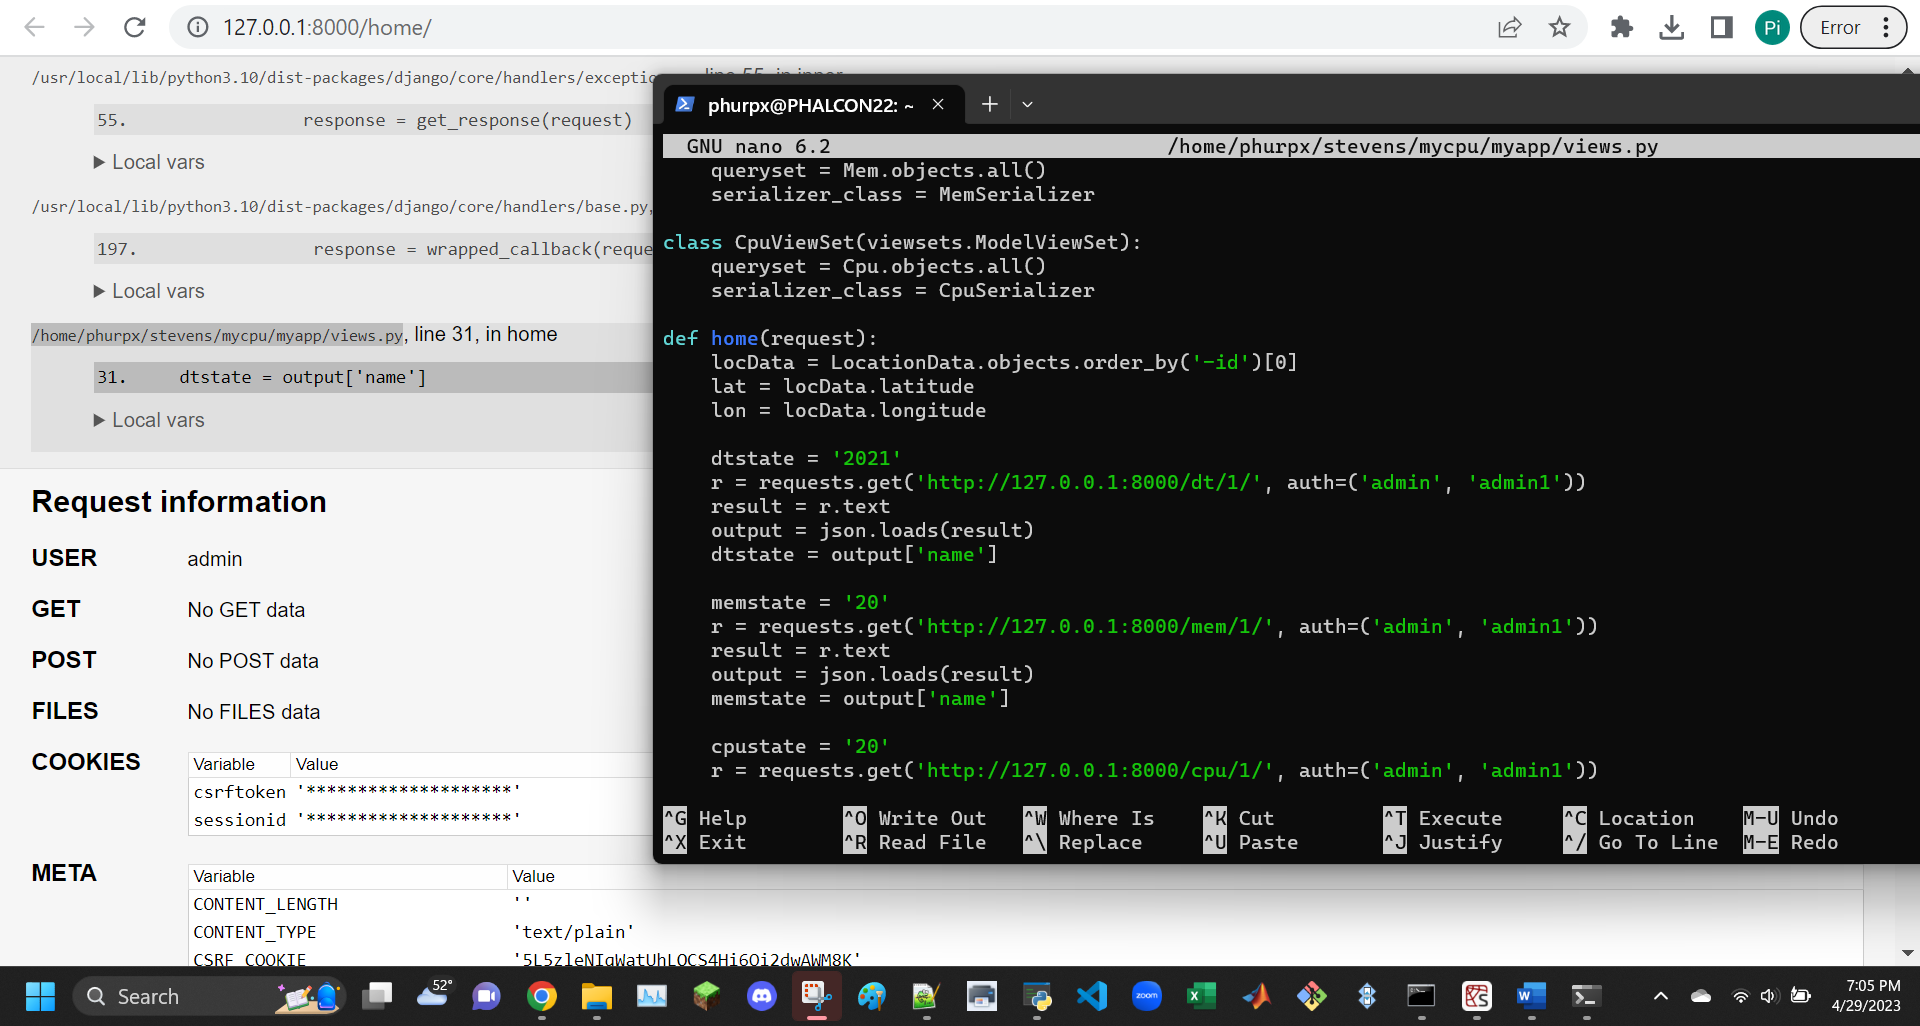 127.0.0.1:8000/home/
Pi
Error
/usr/local/lib/python3.10/dist-packages/django/core/handlers/exceptio
55. response = get_response(request)
▶ Local vars
/usr/local/lib/python3.10/dist-packages/django/core/handlers/base.py,
197. response = wrapped_callback(reque
▶ Local vars
/home/phurpx/stevens/mycpu/myapp/views.py, line 31, in home
31. dtstate = output['name']
▶ Local vars
Request information
USER admin
GET No GET data
POST No POST data
FILES No FILES data
COOKIES
Variable Value
csrftoken '********************'
sessionid '********************'
META
Variable Value
CONTENT_LENGTH ''
CONTENT_TYPE 'text/plain'
CSRF_COOKIE
phurpx@PHALCON22: ~
GNU nano 6.2 /home/phurpx/stevens/mycpu/myapp/views.py
queryset = Mem.objects.all()
serializer_class = MemSerializer
class CpuViewSet(viewsets.ModelViewSet):
queryset = Cpu.objects.all()
serializer_class = CpuSerializer
def home(request):
locData = LocationData.objects.order_by('-id')[0]
lat = locData.latitude
lon = locData.longitude
dtstate = '2021'
r = requests.get('http://127.0.0.1:8000/dt/1/', auth=('admin', 'admin1'))
result = r.text
output = json.loads(result)
dtstate = output['name']
memstate = '20'
r = requests.get('http://127.0.0.1:8000/mem/1/', auth=('admin', 'admin1'))
result = r.text
output = json.loads(result)
memstate = output['name']
cpustate = '20'
r = requests.get('http://127.0.0.1:8000/cpu/1/', auth=('admin', 'admin1'))
^G Help ^O Write Out ^W Where Is ^K Cut ^T Execute ^C Location M-U Undo
^X Exit ^R Read File ^\ Replace ^U Paste ^J Justify ^/ Go To Line M-E Redo
Search
52°
zoom
7:05 PM
4/29/2023